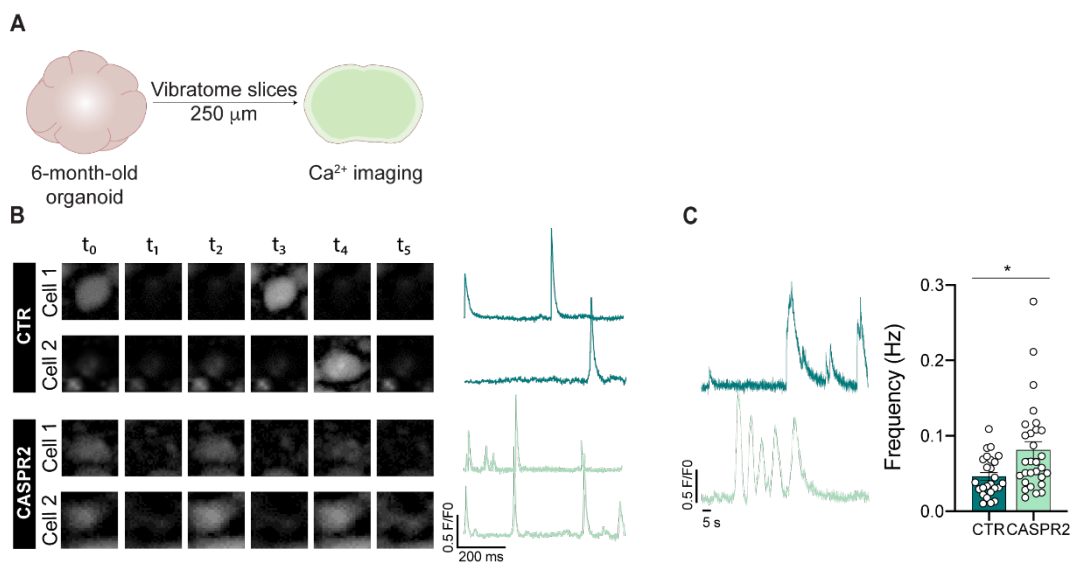 A
Vibratome slices
250 μm
6-month-old
organoid
Ca²⁺ imaging
B
t₀ t₁ t₂ t₃ t₄ t₅
CTR
Cell 1
Cell 2
CASPR2
Cell 1
Cell 2
0.5 F/F0
200 ms
C
0.5 F/F0
5 s
*
Frequency (Hz)
0.3
0.2
0.1
0.0
CTR CASPR2